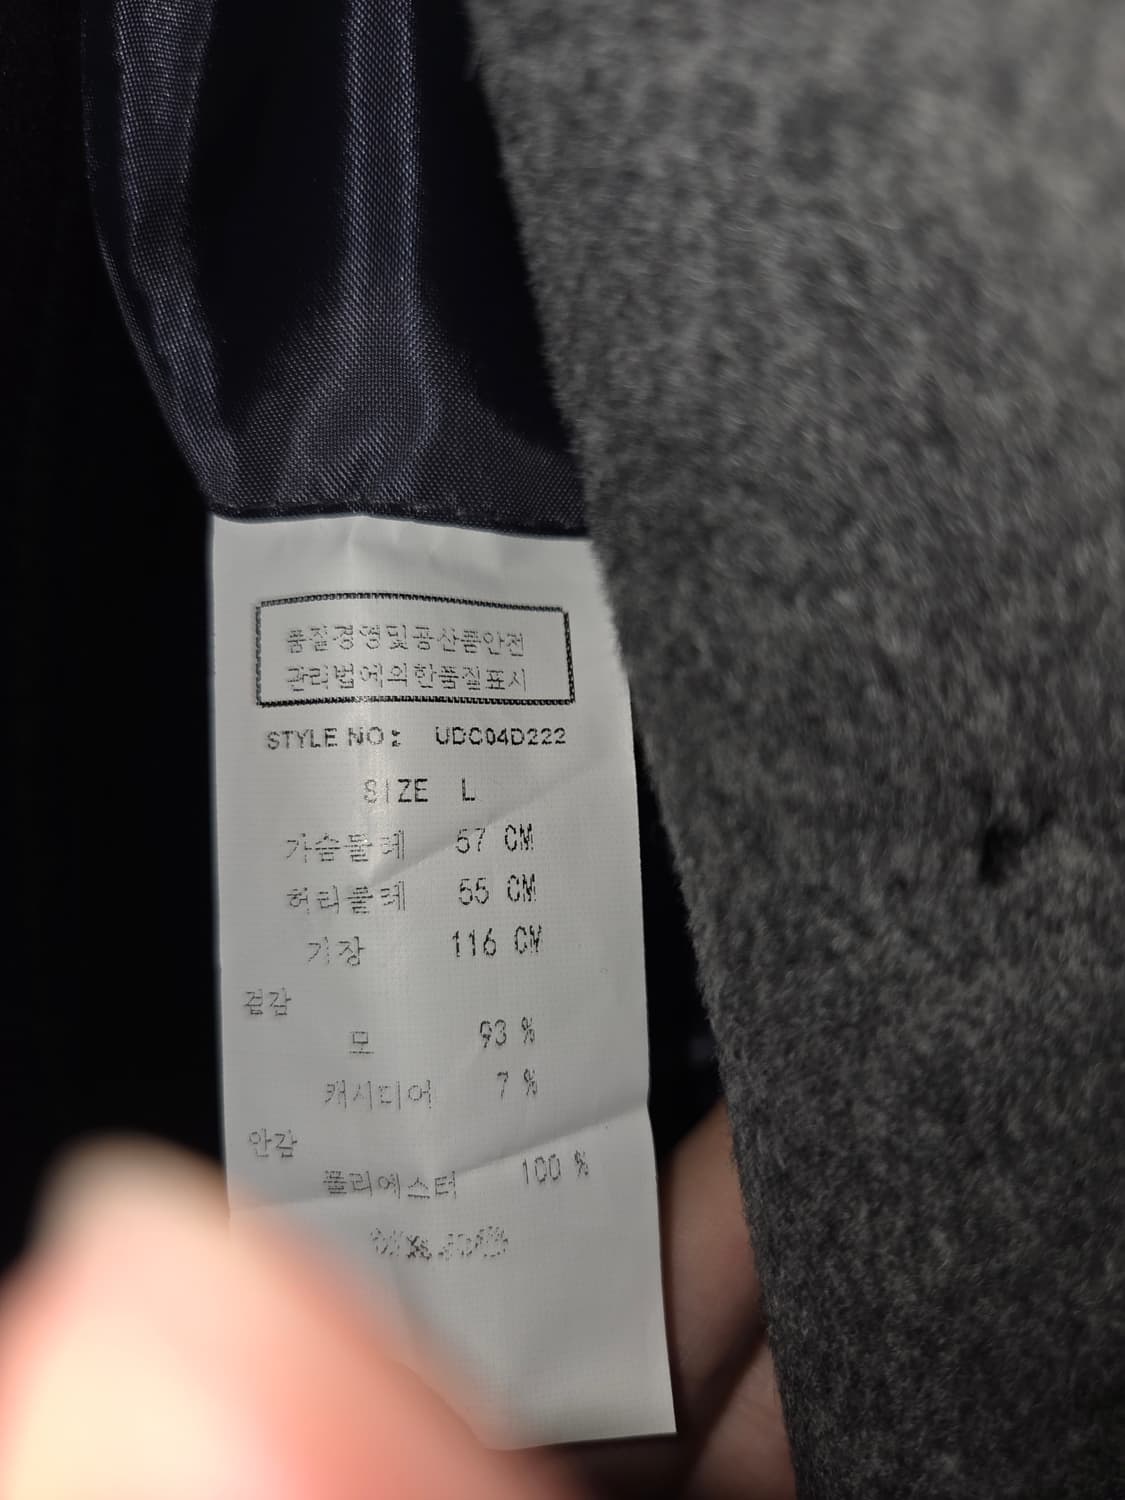 품질경영및공산품안전
관리법에의한품질표시
STYLE NO: UDC04D222
SIZE L
가슴둘레 57 CM
허리둘레 55 CM
기장 116 CM
겉감
모 93 %
캐시미어 7 %
안감
폴리에스터 100 %